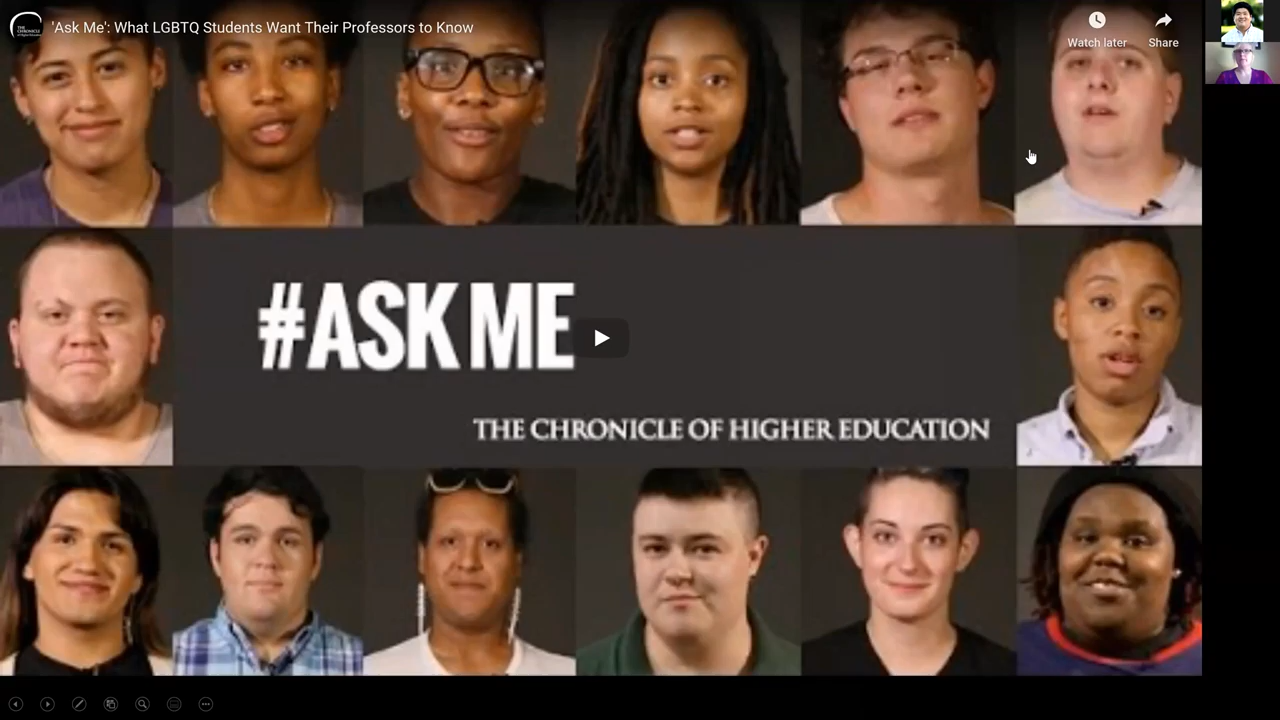 'Ask Me': What LGBTQ Students Want Their Professors to Know
Watch later
Share
#ASK ME
THE CHRONICLE OF HIGHER EDUCATION